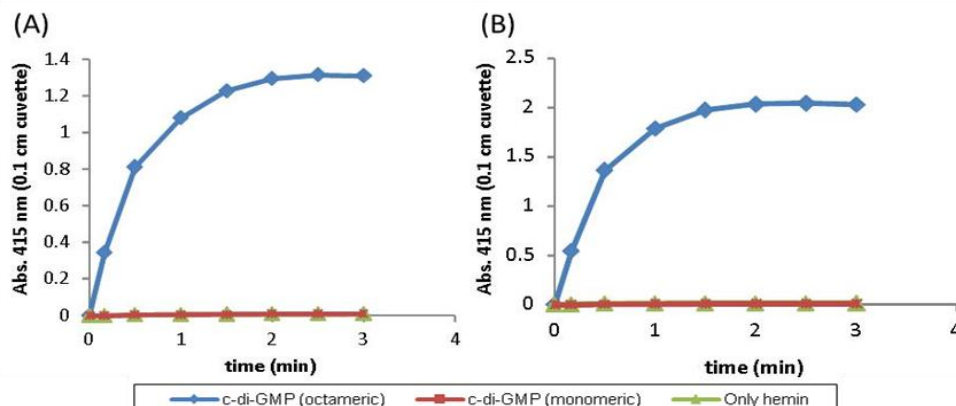 (A)
Abs. 415 nm (0.1 cm cuvette)
1.4
1.2
1
0.8
0.6
0.4
0.2
0
0
1
2
3
4
time (min)
(B)
Abs. 415 nm (0.1 cm cuvette)
2.5
2
1.5
1
0.5
0
0
1
2
3
4
time (min)
c-di-GMP (octameric)
c-di-GMP (monomeric)
Only hemin